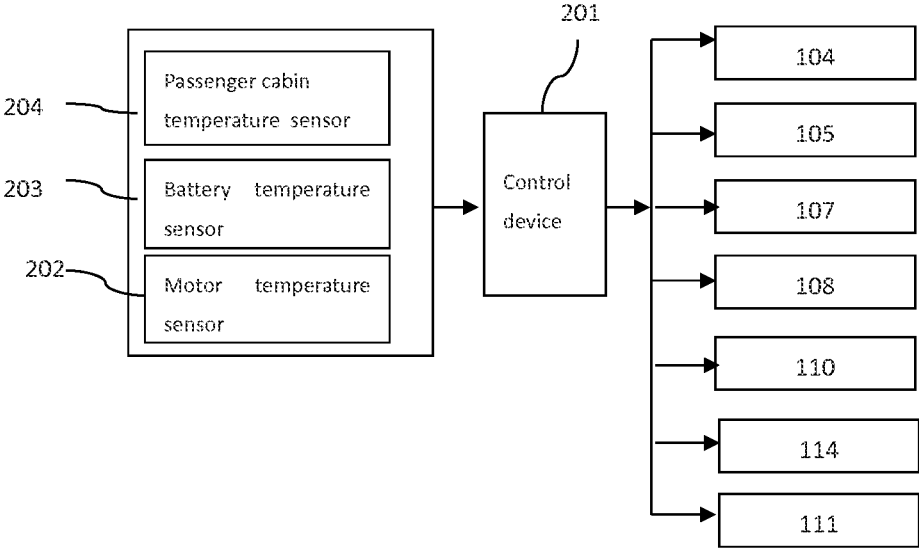 201
204
Passenger cabin
temperature sensor
203
Battery temperature
sensor
202
Motor temperature
sensor
Control
device
104
105
107
108
110
114
111